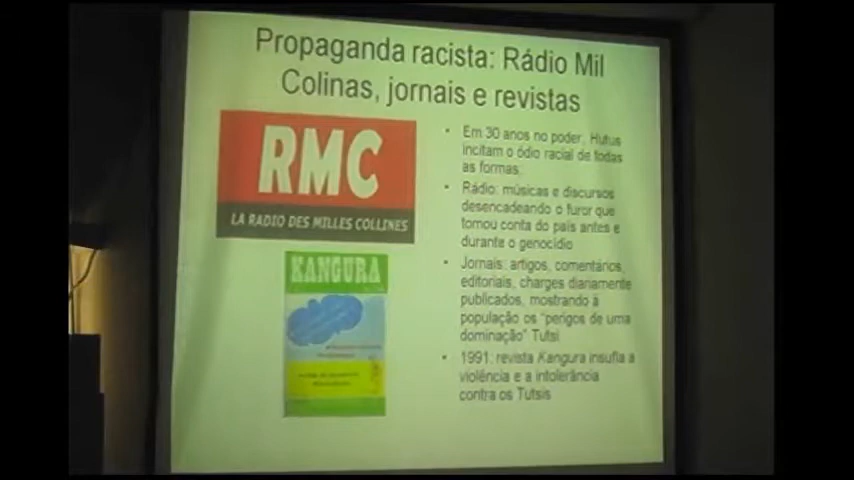 Propaganda racista: Rádio Mil
Colinas, jornais e revistas
RMC
LA RADIO DES MILLES COLLINES
KANGURA
• Em 30 anos no poder, Hutus
incitam o ódio racial de todas
as formas.
• Rádio: músicas e discursos
desencadeando o furor que
tomou conta do país antes e
durante o genocídio
• Jornais: artigos, comentários,
editoriais, charges diariamente
publicados, mostrando à
população os "perigos de uma
dominação" Tutsi
• 1991: revista Kangura insufla a
violência e a intolerância
contra os Tutsis